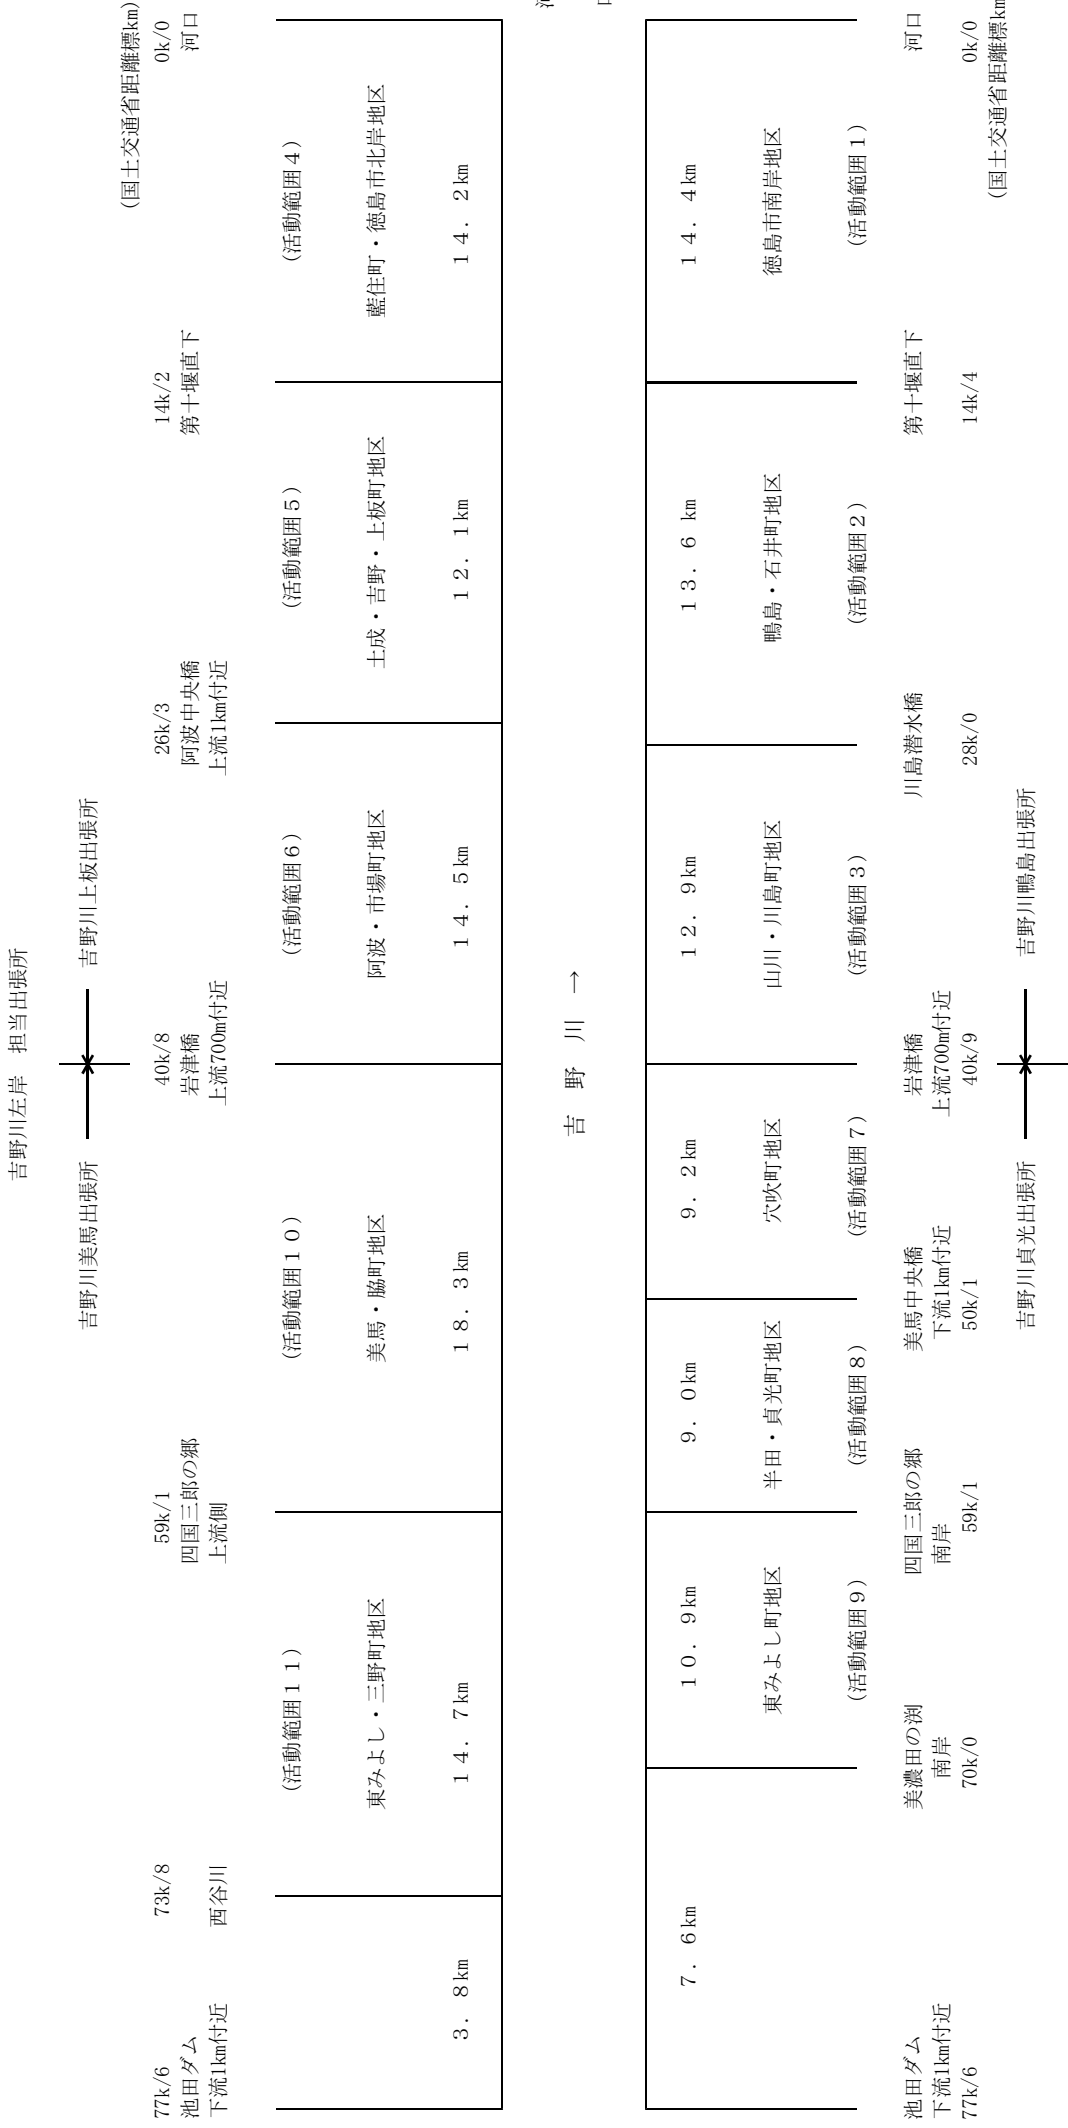 吉野川左岸　担当出張所
吉野川美馬出張所
吉野川上板出張所
(国土交通省距離標km)
77k/6
池田ダム
下流1km付近
73k/8
西谷川
59k/1
四国三郎の郷
上流側
40k/8
岩津橋
上流700m付近
26k/3
阿波中央橋
上流1km付近
14k/2
第十堰直下
0k/0
河口
(活動範囲１１)
(活動範囲１０)
(活動範囲６)
(活動範囲５)
(活動範囲４)
東みよし・三野町地区
美馬・脇町地区
阿波・市場町地区
土成・吉野・上板町地区
藍住町・徳島市北岸地区
３．８km
１４．７km
１８．３km
１４．５km
１２．１km
１４．２km
吉　野　川　→
７．６km
１０．９km
９．０km
９．２km
１２．９km
１３．６ km
１４．４km
東みよし町地区
半田・貞光町地区
穴吹町地区
山川・川島町地区
鴨島・石井町地区
徳島市南岸地区
(活動範囲９)
(活動範囲８)
(活動範囲７)
(活動範囲３)
(活動範囲２)
(活動範囲１)
池田ダム
下流1km付近
77k/6
美濃田の渕
南岸
70k/0
四国三郎の郷
南岸
59k/1
美馬中央橋
下流1km付近
50k/1
岩津橋
上流700m付近
40k/9
川島潜水橋
28k/0
第十堰直下
14k/4
河口
0k/0
(国土交通省距離標km
吉野川貞光出張所
吉野川鴨島出張所